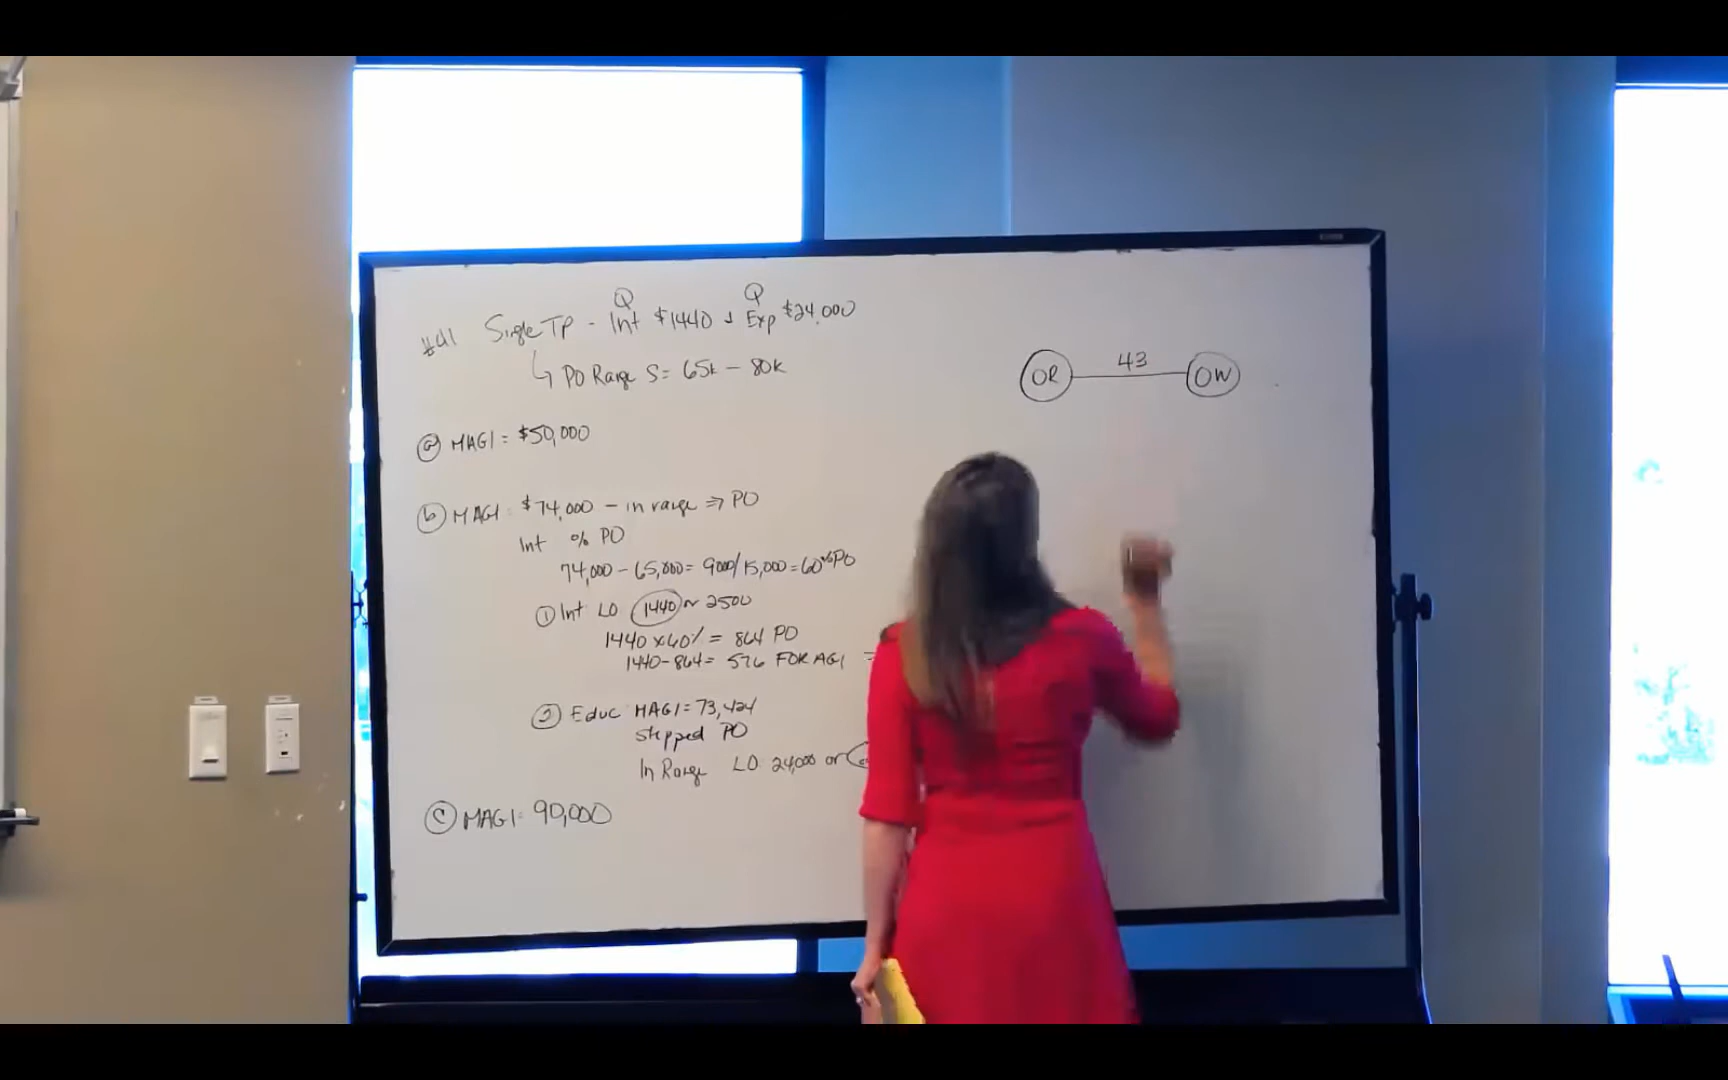 #41 Single TP - Int $1440 & Exp $24,000
Q Q
↳ PO Range S = 65k - 80k
ⓐ MAGI = $50,000
ⓑ MAGI: $74,000 - in range ⇒ PO
Int % PO
74,000 - 65,000 = 9000/15,000 = 60% PO
① Int LO 1440 or 2500
1440 x 60% = 864 PO
1440-864 = 576 FOR AGI =
② Educ MAGI = 73,424
stepped PO
In Range LO: 24,000 or
ⓒ MAGI = 90,000
OR 43 OW